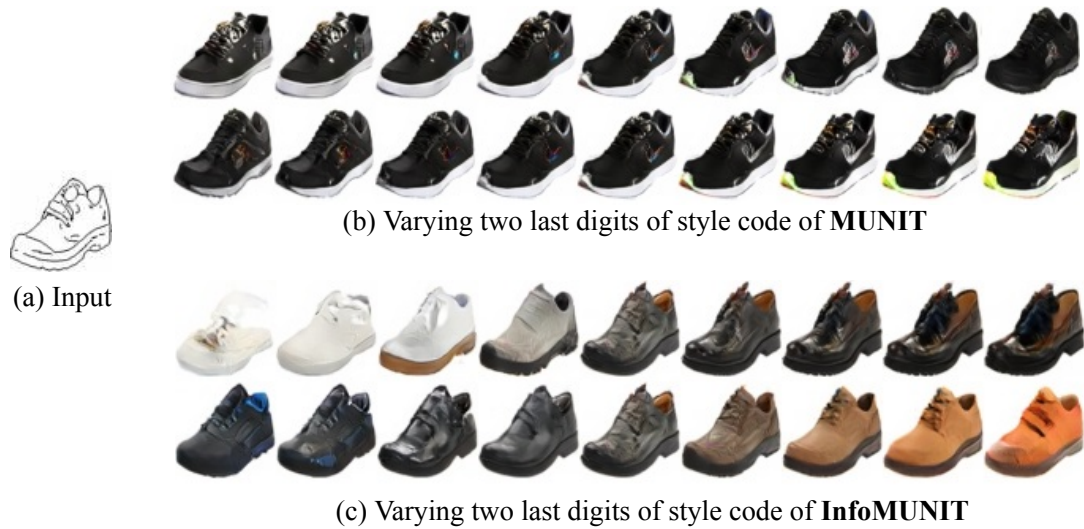 (b) Varying two last digits of style code of MUNIT
(a) Input
(c) Varying two last digits of style code of InfoMUNIT